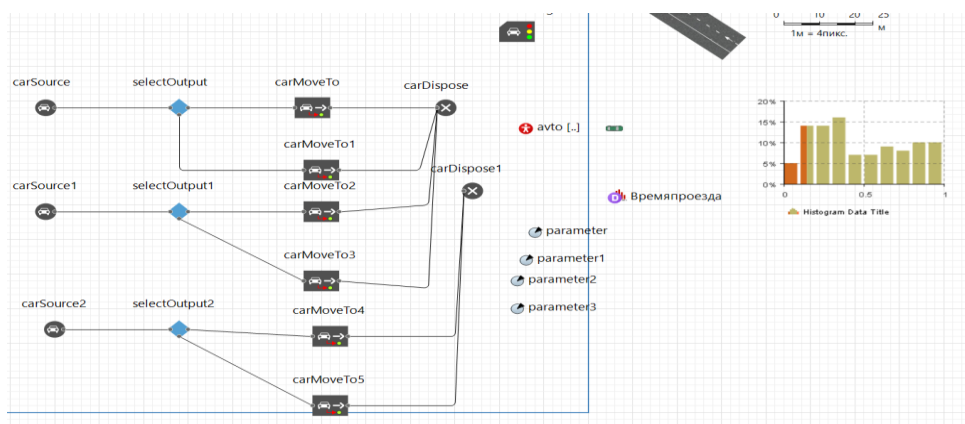 0 10 20 25
м
1м = 4пикс.
carSource
selectOutput
carMoveTo
carDispose
carMoveTo1
avto [..]
carDispose1
carSource1
selectOutput1
carMoveTo2
Времяпроезда
parameter
carMoveTo3
parameter1
parameter2
carSource2
selectOutput2
carMoveTo4
parameter3
carMoveTo5
20%
15%
10%
5%
0%
0 0.5 1
Histogram Data Title